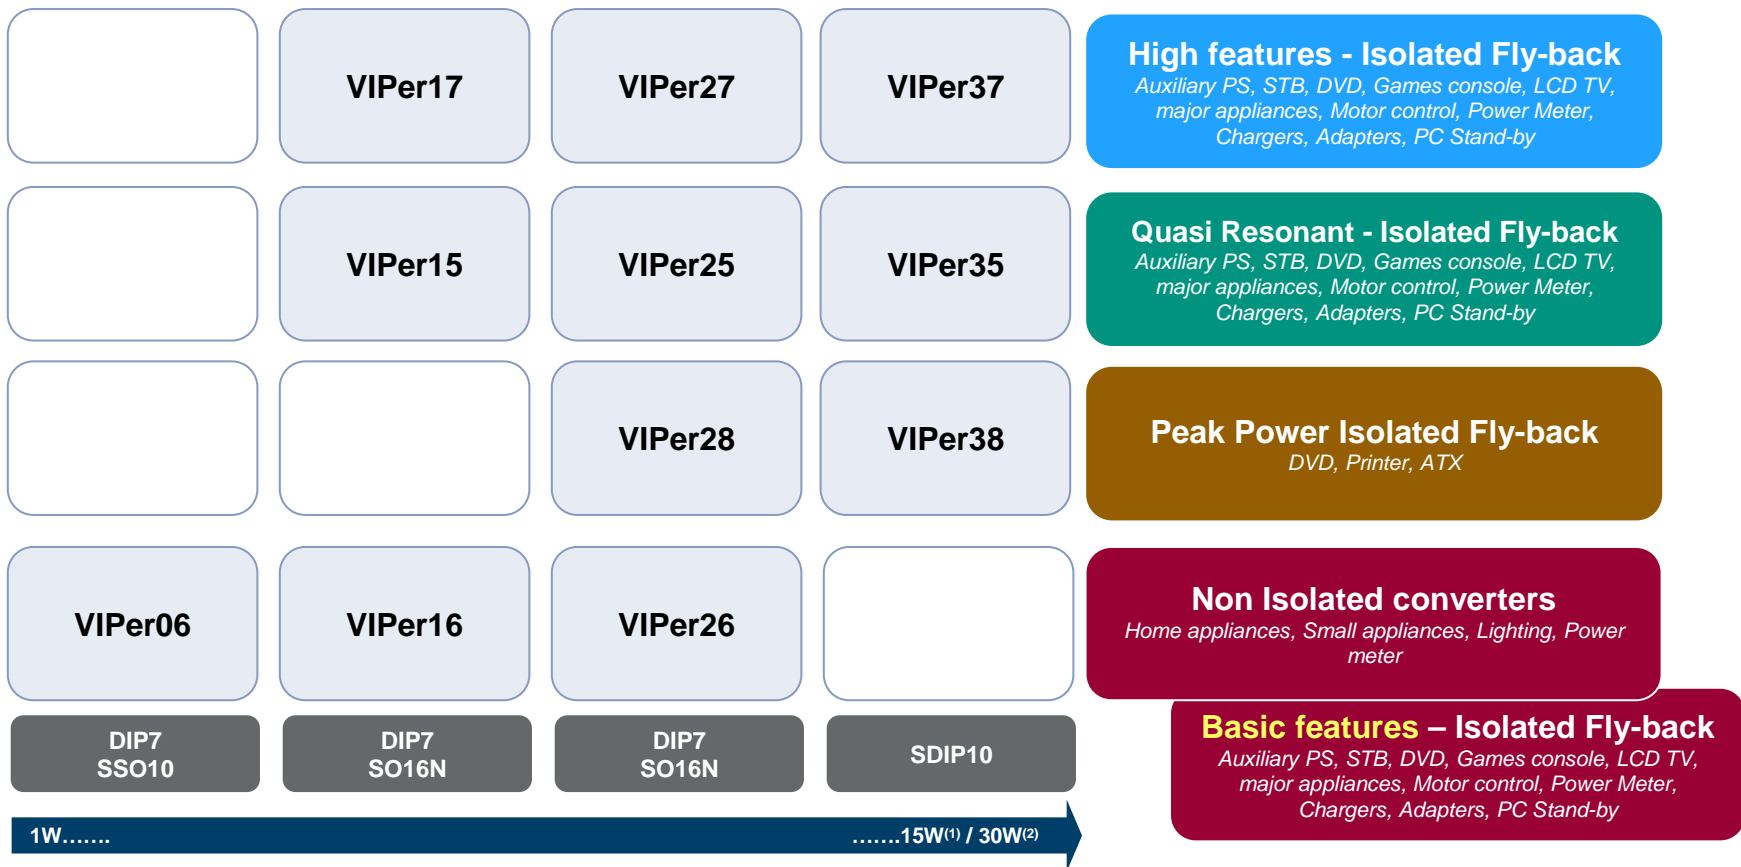 VIPer17
VIPer27
VIPer37
High features - Isolated Fly-back
Auxiliary PS, STB, DVD, Games console, LCD TV,
major appliances, Motor control, Power Meter,
Chargers, Adapters, PC Stand-by
VIPer15
VIPer25
VIPer35
Quasi Resonant - Isolated Fly-back
Auxiliary PS, STB, DVD, Games console, LCD TV,
major appliances, Motor control, Power Meter,
Chargers, Adapters, PC Stand-by
VIPer28
VIPer38
Peak Power Isolated Fly-back
DVD, Printer, ATX
VIPer06
VIPer16
VIPer26
Non Isolated converters
Home appliances, Small appliances, Lighting, Power
meter
DIP7
SSO10
DIP7
SO16N
DIP7
SO16N
SDIP10
Basic features – Isolated Fly-back
Auxiliary PS, STB, DVD, Games console, LCD TV,
major appliances, Motor control, Power Meter,
Chargers, Adapters, PC Stand-by
1W.......
.......15W(1) / 30W(2)